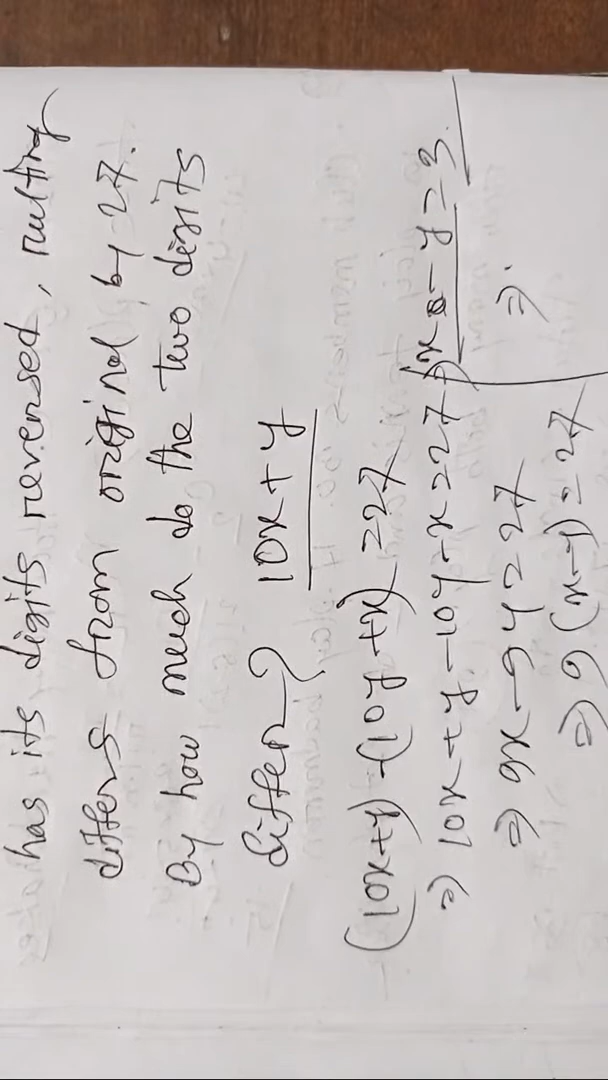 has its digits reversed, rulting
differs from original by 27.
By how much do the two digits
differ? 10x+y
(10x+y)-(10y+x)=27
⇒ 10x+y-10y-x=27
⇒ 9x-9y=27
⇒ 9(x-y)=27
x - y = 3
⇒